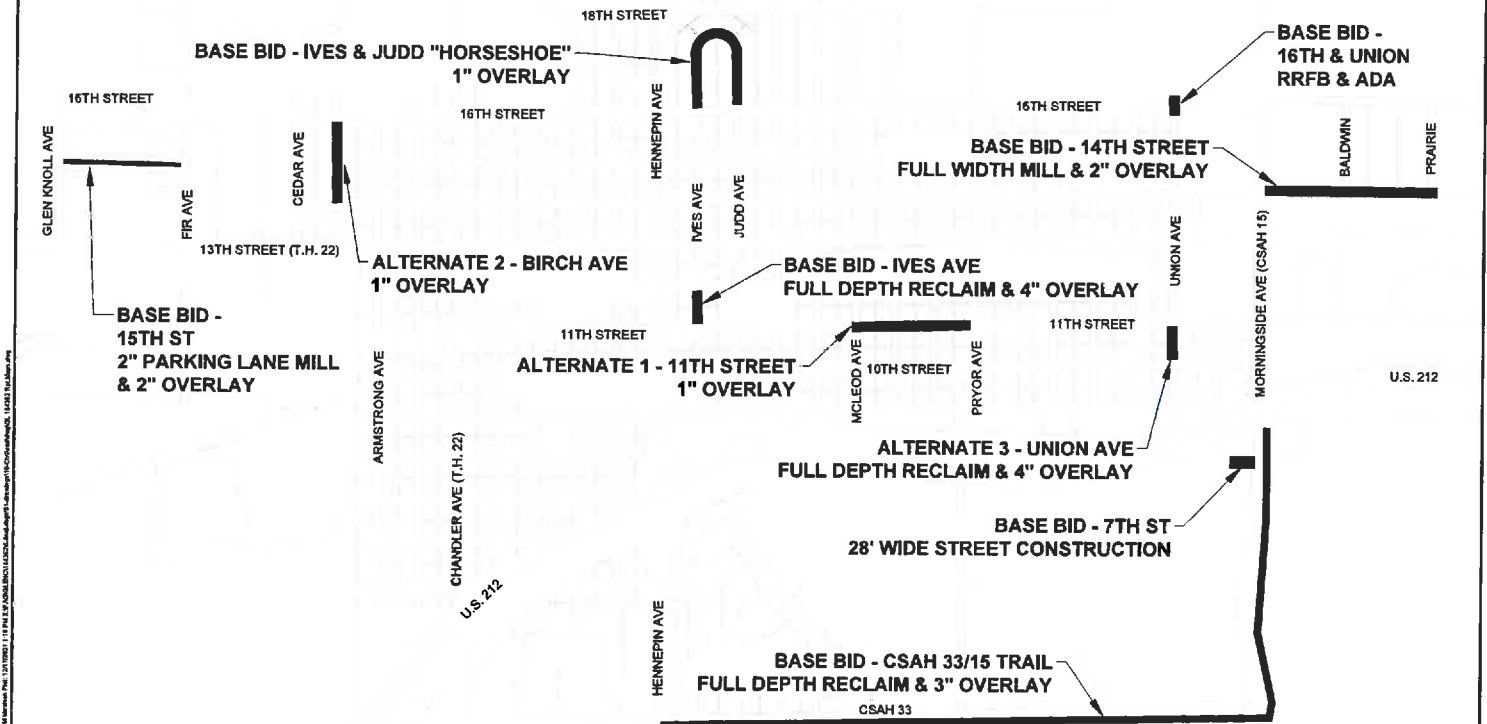 18TH STREET
BASE BID - IVES & JUDD "HORSESHOE"
1" OVERLAY
BASE BID -
16TH & UNION
RRFB & ADA
16TH STREET
16TH STREET
HENNEPIN AVE
16TH STREET
BASE BID - 14TH STREET
FULL WIDTH MILL & 2" OVERLAY
BALDWIN
PRAIRIE
GLEN KNOLL AVE
FIR AVE
CEDAR AVE
IVES AVE
JUDD AVE
UNION AVE
MORNINGSIDE AVE (CSAH 15)
13TH STREET (T.H. 22)
ALTERNATE 2 - BIRCH AVE
1" OVERLAY
BASE BID - IVES AVE
FULL DEPTH RECLAIM & 4" OVERLAY
BASE BID -
15TH ST
2" PARKING LANE MILL
& 2" OVERLAY
11TH STREET
11TH STREET
ALTERNATE 1 - 11TH STREET
1" OVERLAY
ARMSTRONG AVE
MCLEOD AVE
10TH STREET
PRYOR AVE
U.S. 212
CHANDLER AVE (T.H. 22)
ALTERNATE 3 - UNION AVE
FULL DEPTH RECLAIM & 4" OVERLAY
BASE BID - 7TH ST
28' WIDE STREET CONSTRUCTION
U.S. 212
HENNEPIN AVE
BASE BID - CSAH 33/15 TRAIL
FULL DEPTH RECLAIM & 3" OVERLAY
CSAH 33